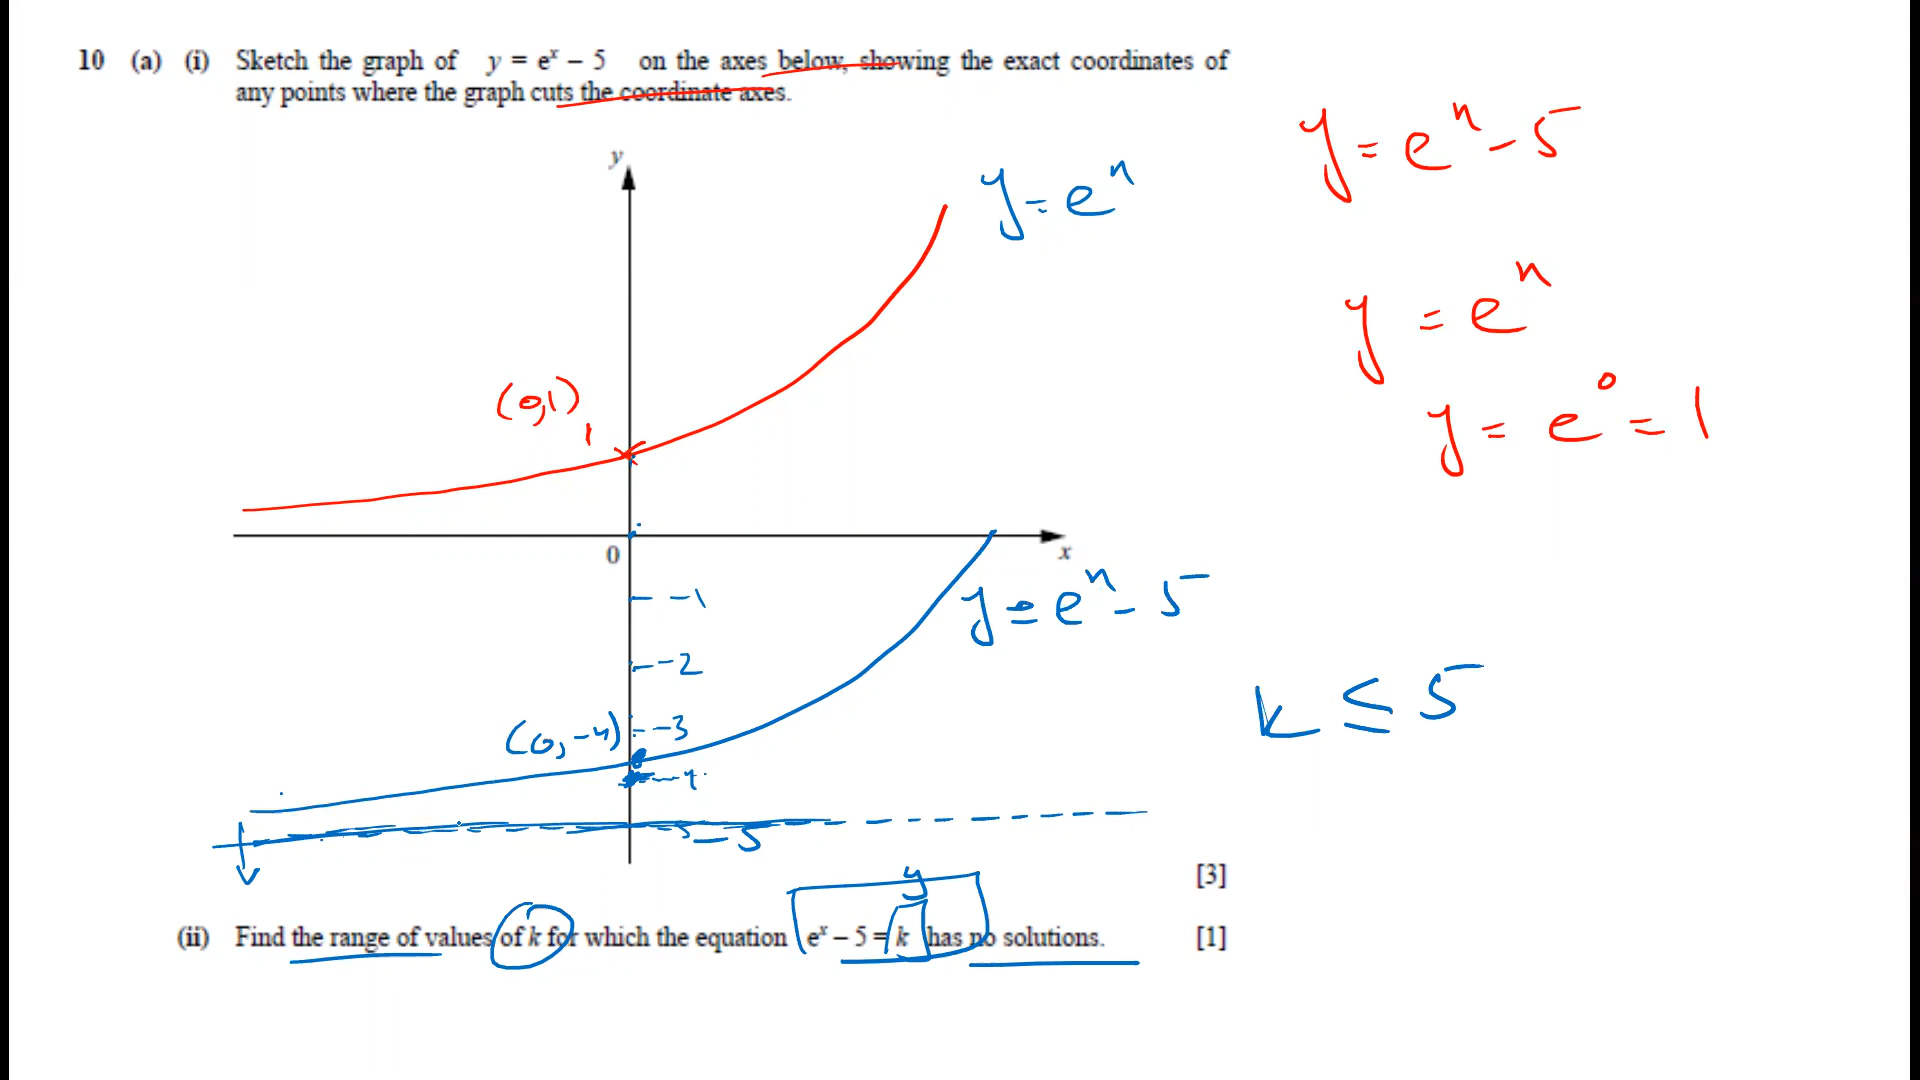 10 (a) (i) Sketch the graph of y = eˣ – 5 on the axes below, showing the exact coordinates of
any points where the graph cuts the coordinate axes.
y = eⁿ - 5
y
y = eⁿ
y = eⁿ
(0,1)
1
y = e⁰ = 1
0
x
- -1
y = eⁿ - 5
- -2
k ≤ 5
(0, -4)
- -3
- -4
-5
-5
[3]
y
(ii) Find the range of values of k for which the equation eˣ – 5 = k has no solutions. [1]